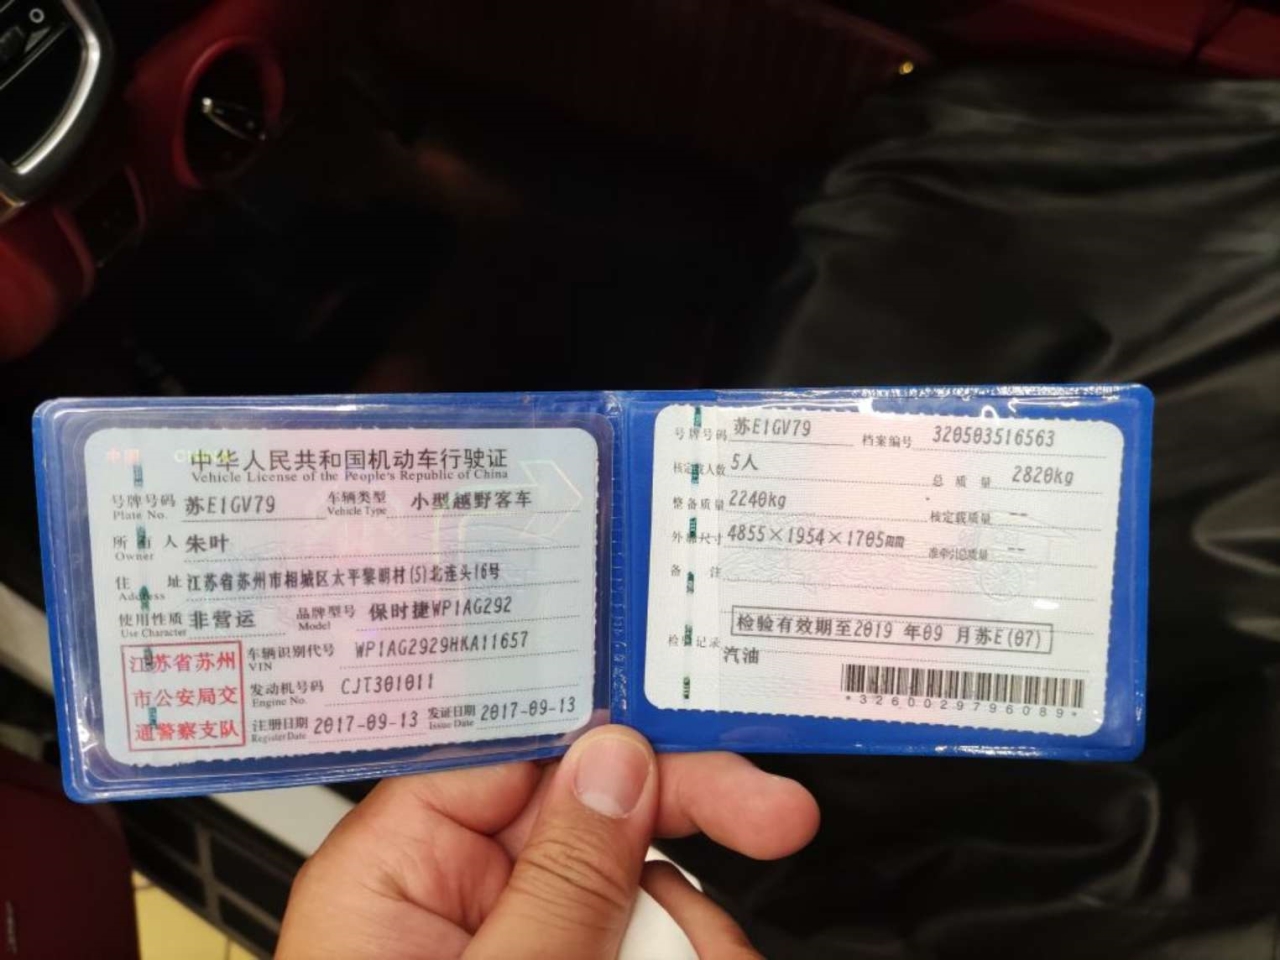 中华人民共和国机动车行驶证
Vehicle License of the People's Republic of China
号牌号码 苏E1GV79 车辆类型 小型越野客车
Plate No. Vehicle Type
所有人 朱叶
Owner
住址 江苏省苏州市相城区太平黎明村(5)北莲头16号
Address
使用性质 非营运 品牌型号 保时捷WP1AG292
Use Character Model
江苏省苏州
市公安局交
通警察支队
车辆识别代号 WP1AG2929HKA11657
VIN
发动机号码 CJT301011
Engine No.
注册日期 2017-09-13 发证日期 2017-09-13
Register Date Issue Date
号牌号码 苏E1GV79 档案编号 320503516563
核定载人数 5人 总质量 2820kg
整备质量 2240kg 核定载质量 --
外廓尺寸 4855×1954×1705mm 准牵引总质量 --
备注
检验有效期至2019 年09 月苏E(07)
检验记录
汽油
*3260029796089*